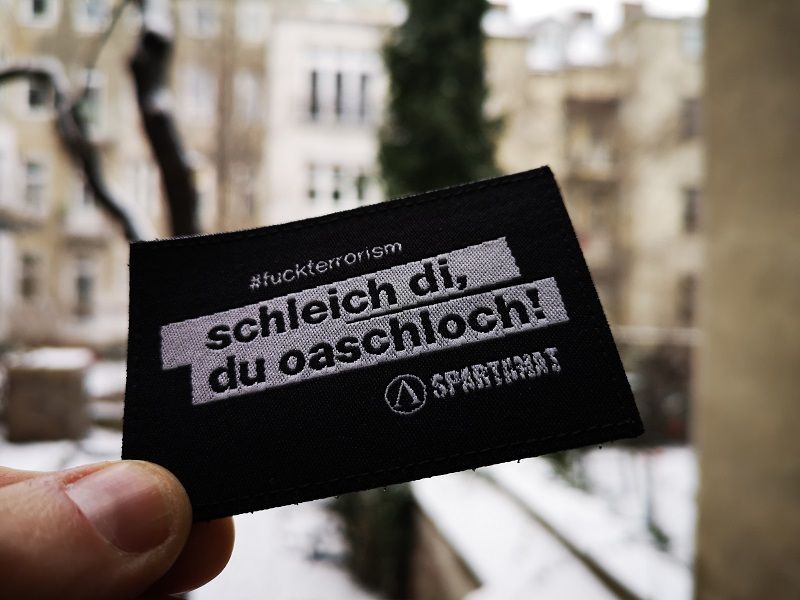 #fuckterrorism
schleich di,
du oaschloch!
SPARTANAT